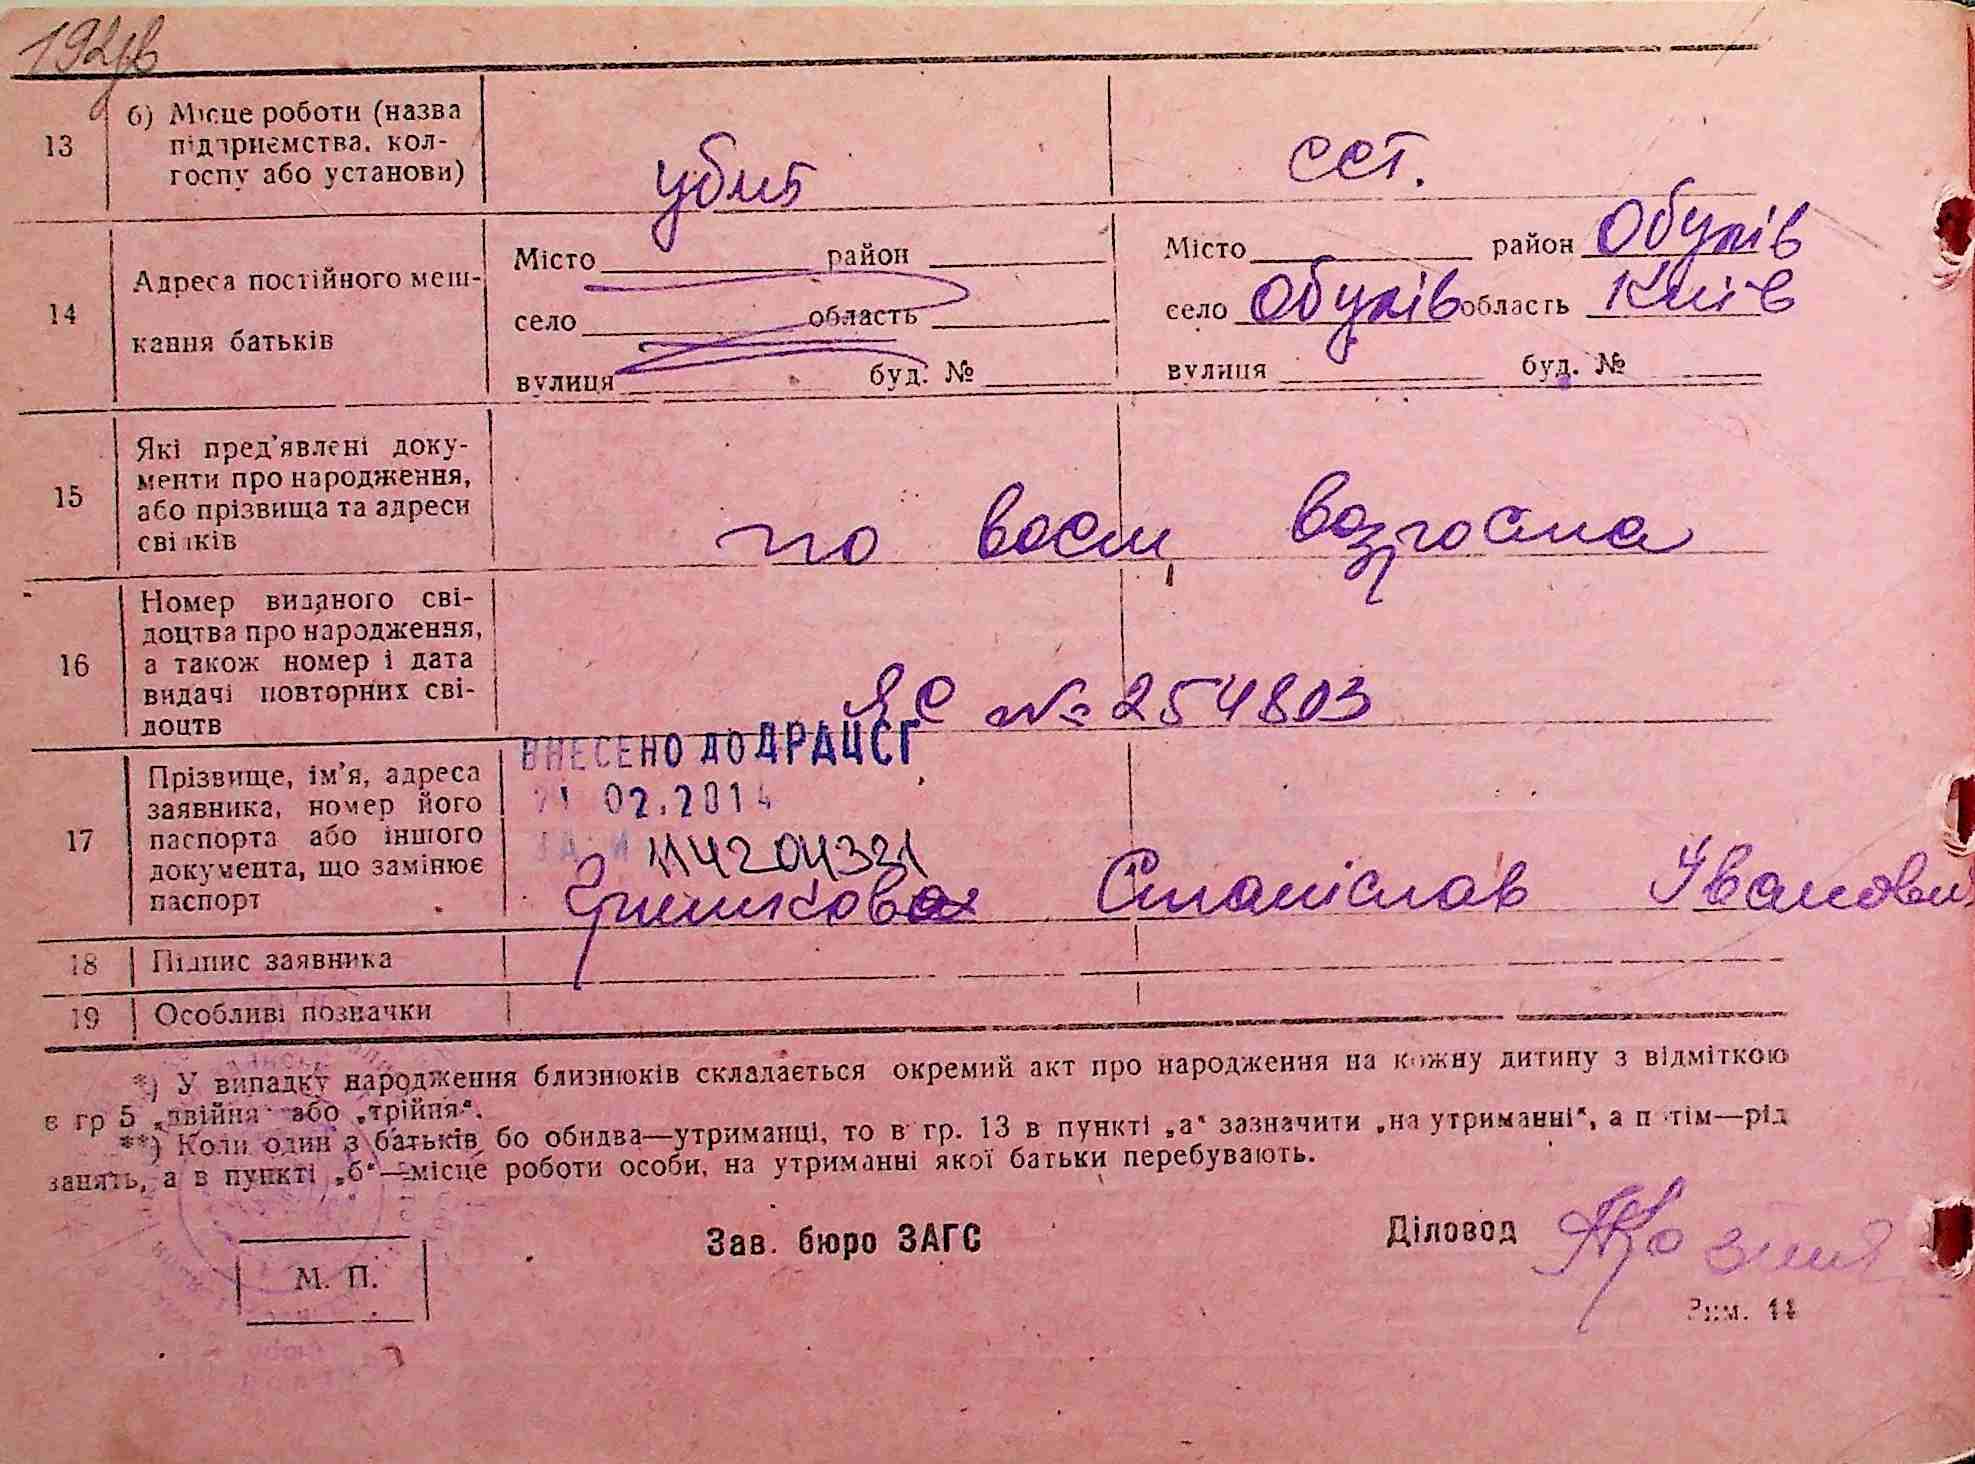 13
б) Місце роботи (назва
підприємства, кол-
госпу або установи)
убит
сст.
14
Адреса постійного меш-
кання батьків
Місто район
село область
вулиця буд. №
Місто район Обухів
село Обухів область Київ
вулиця буд. №
15
Які пред'явлені доку-
менти про народження,
або прізвища та адреси
свідків
по восм возроста
16
Номер виданого сві-
доцтва про народження,
а також номер і дата
видачі повторних сві-
доцтв
ЯС № 254803
ВНЕСЕНО ДО ДРАЦСГ
21 02.2014
114204321
17
Прізвище, ім'я, адреса
заявника, номер його
паспорта або іншого
документа, що замінює
паспорт
Станіслав Іванович
18 Підпис заявника
19 Особливі позначки
*) У випадку народження близнюків складається окремий акт про народження на кожну дитину з відміткою
в гр 5 „двійня" або „трійня".
**) Коли один з батьків бо обидва—утриманці, то в гр. 13 в пункті „а" зазначити „на утриманні", а потім—рід
занять, а в пункті „б"—місце роботи особи, на утриманні якої батьки перебувають.
Зав. бюро ЗАГС
Діловод
М. П.